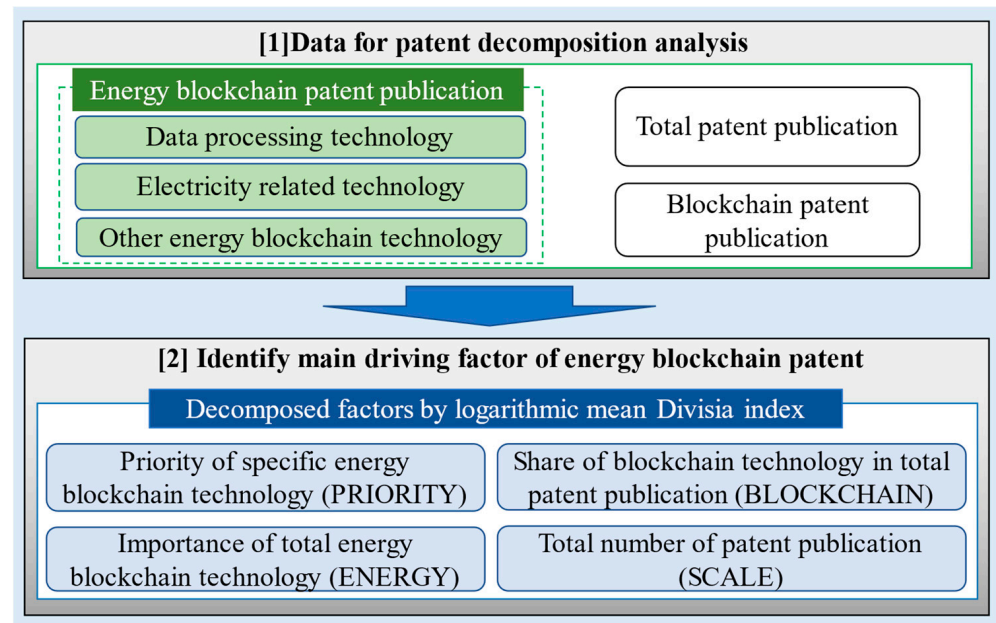 [1]Data for patent decomposition analysis
Energy blockchain patent publication
Data processing technology
Electricity related technology
Other energy blockchain technology
Total patent publication
Blockchain patent
publication
[2] Identify main driving factor of energy blockchain patent
Decomposed factors by logarithmic mean Divisia index
Priority of specific energy
blockchain technology (PRIORITY)
Share of blockchain technology in total
patent publication (BLOCKCHAIN)
Importance of total energy
blockchain technology (ENERGY)
Total number of patent publication
(SCALE)